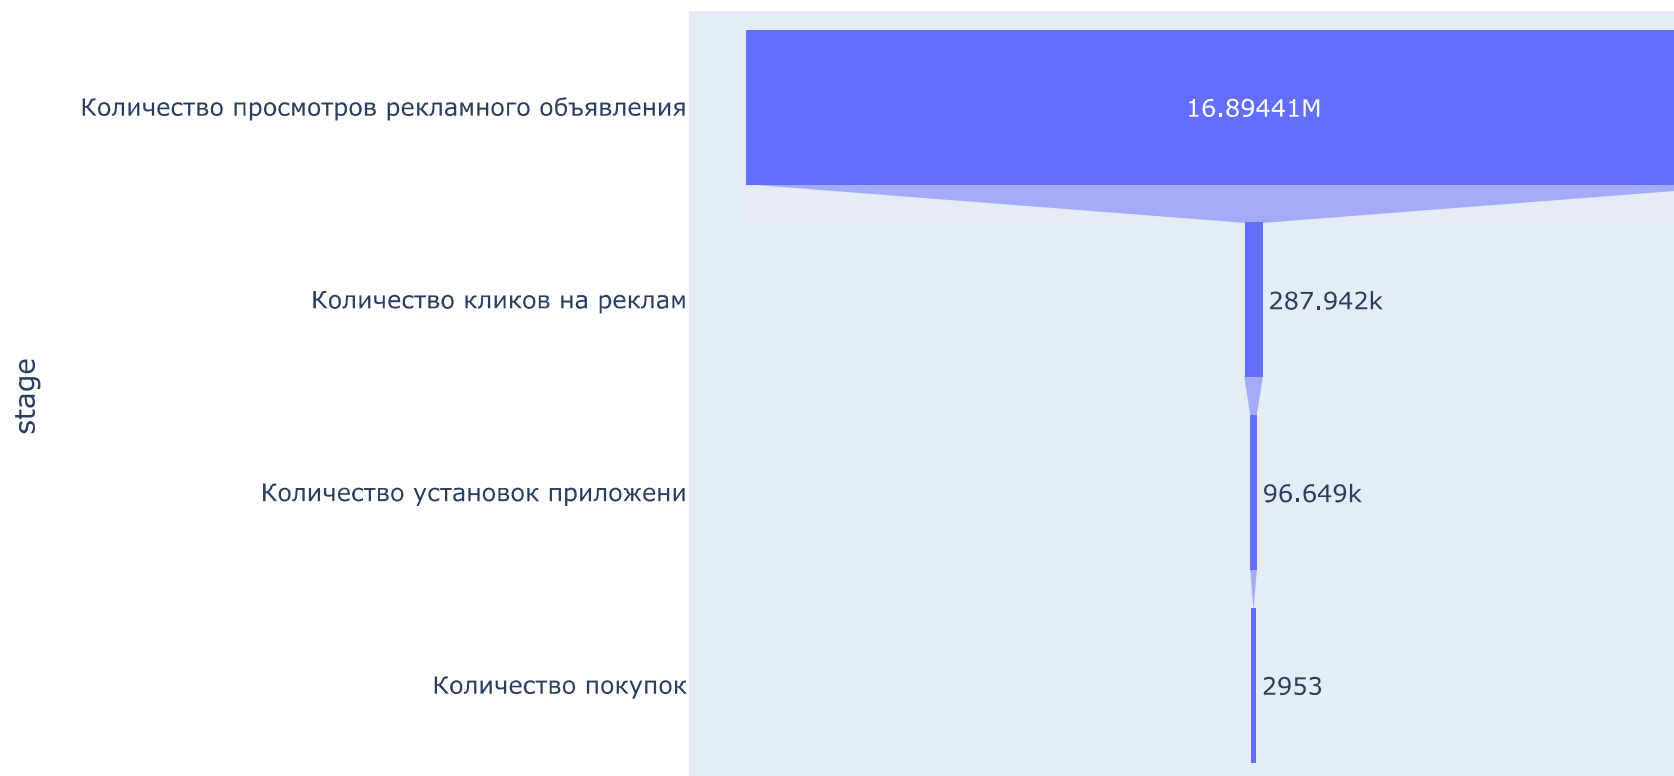 Количество просмотров рекламного объявления
16.89441M
Количество кликов на реклам
287.942k
stage
Количество установок приложени
96.649k
Количество покупок
2953